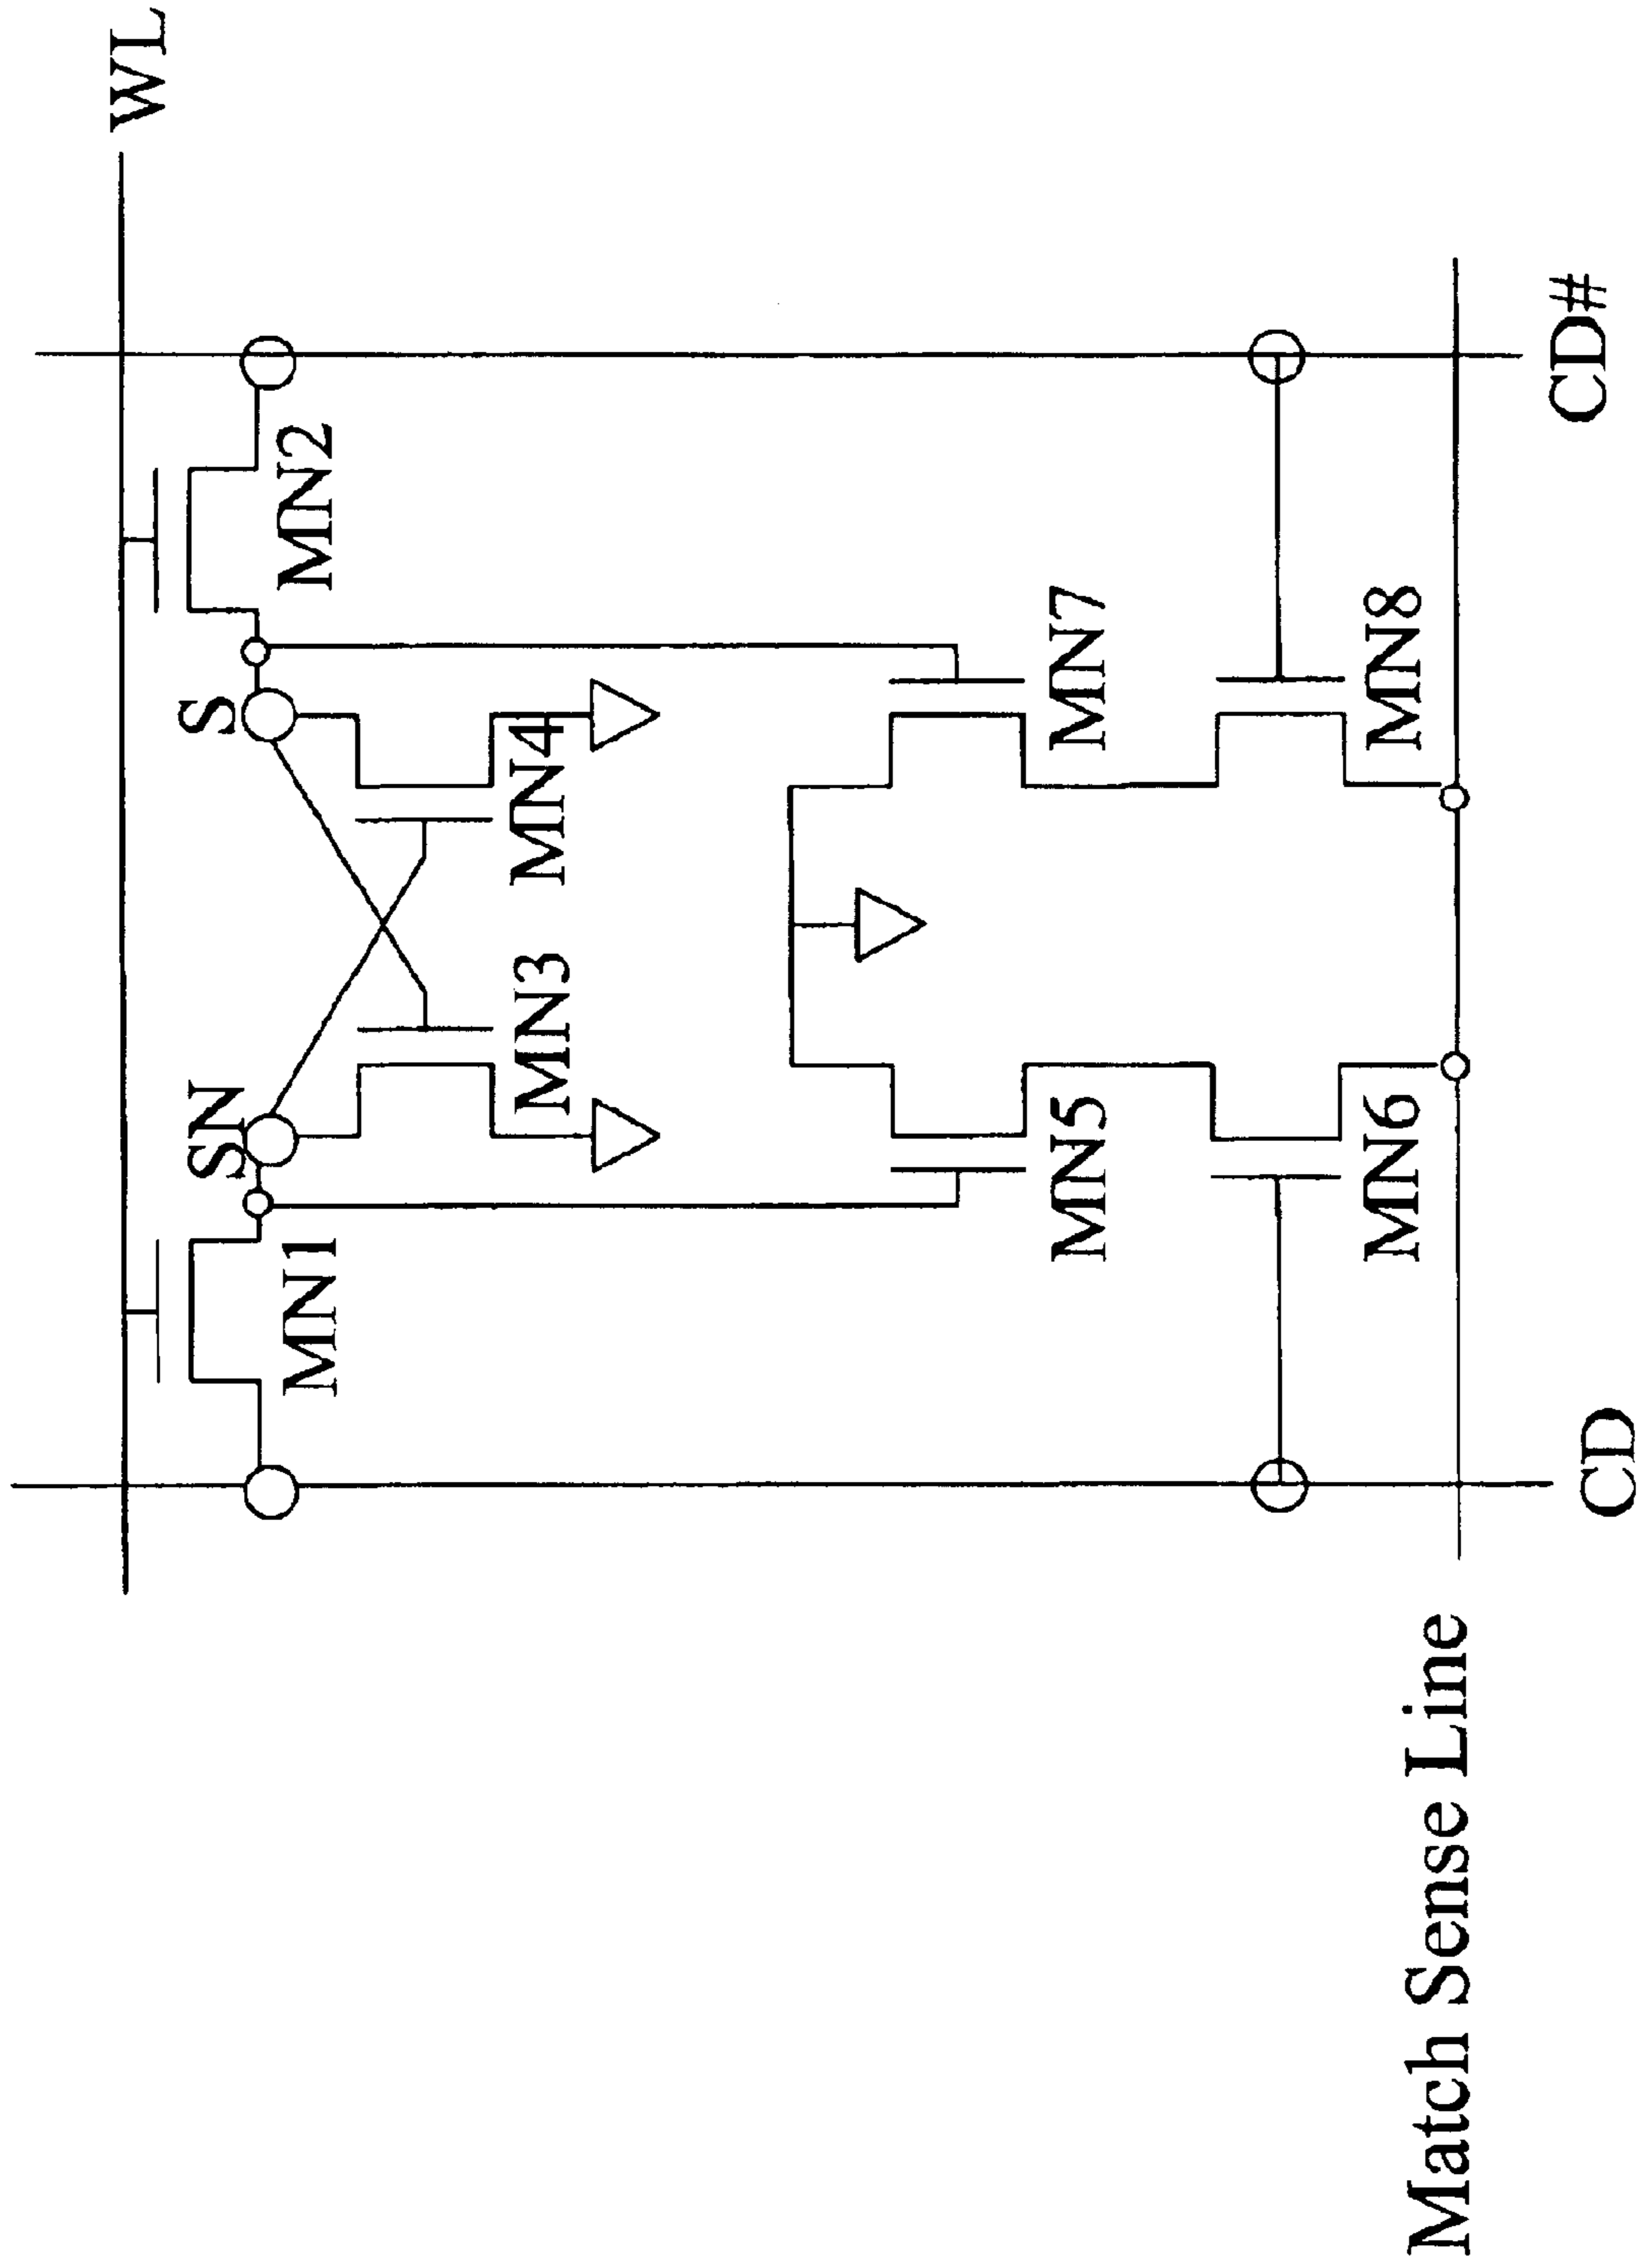 WL
MN1
MN2
SN
S
MN3
MN4
MN5
MN7
MN6
MN8
Match Sense Line
CD
CD#